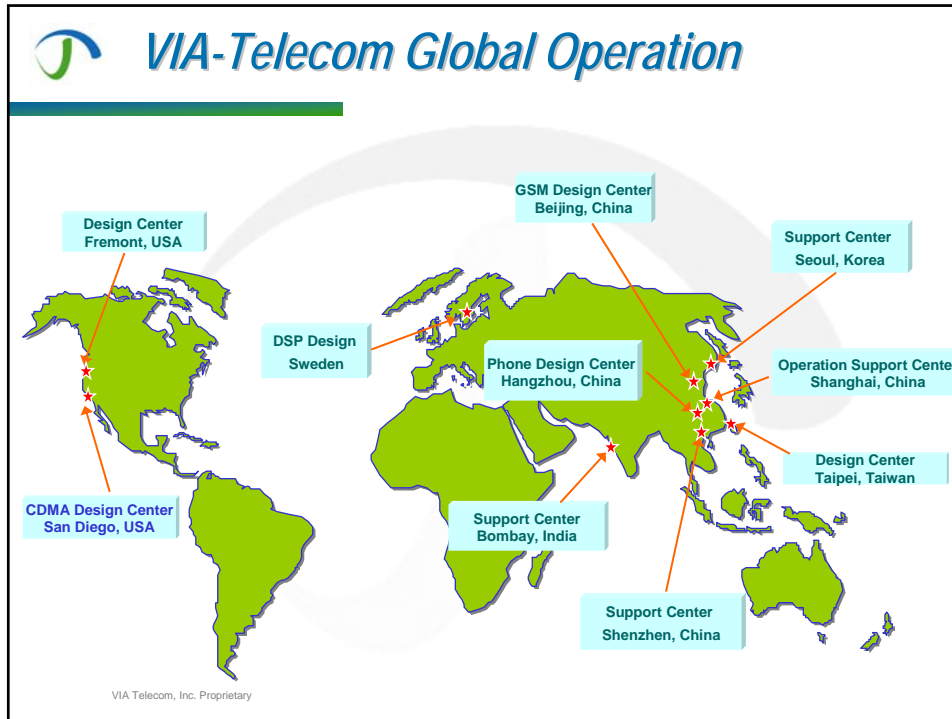 VIA-Telecom Global Operation
GSM Design Center
Beijing, China
Design Center
Fremont, USA
Support Center
Seoul, Korea
DSP Design
Sweden
Phone Design Center
Hangzhou, China
Operation Support Cente
Shanghai, China
Design Center
Taipei, Taiwan
CDMA Design Center
San Diego, USA
Support Center
Bombay, India
Support Center
Shenzhen, China
VIA Telecom, Inc. Proprietary